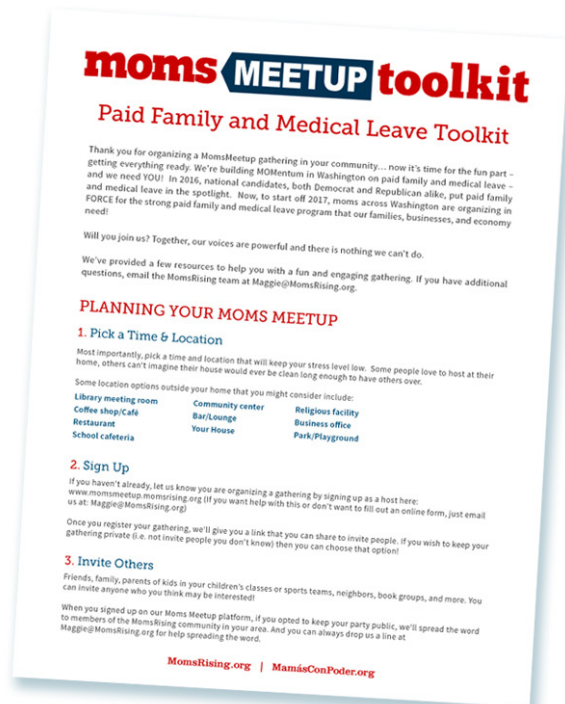 moms MEETUP toolkit
Paid Family and Medical Leave Toolkit
Thank you for organizing a MomsMeetup gathering in your community… now it's time for the fun part –
getting everything ready. We're building MOMentum in Washington on paid family and medical leave –
and we need YOU!  In 2016, national candidates, both Democrat and Republican alike, put paid family
and medical leave in the spotlight.  Now, to start off 2017, moms across Washington are organizing in
FORCE for the strong paid family and medical leave program that our families, businesses, and economy
need!
Will you join us? Together, our voices are powerful and there is nothing we can't do.
We've provided a few resources to help you with a fun and engaging gathering. If you have additional
questions, email the MomsRising team at Maggie@MomsRising.org.
PLANNING YOUR MOMS MEETUP
1. Pick a Time & Location
Most importantly, pick a time and location that will keep your stress level low.  Some people love to host at their
home, others can't imagine their house would ever be clean long enough to have others over.
Some location options outside your home that you might consider include:
Library meeting room
Coffee shop/Café
Restaurant
School cafeteria
Community center
Bar/Lounge
Your House
Religious facility
Business office
Park/Playground
2. Sign Up
If you haven't already, let us know you are organizing a gathering by signing up as a host here:
www.momsmeetup.momsrising.org (If you want help with this or don't want to fill out an online form, just email
us at: Maggie@MomsRising.org)
Once you register your gathering, we'll give you a link that you can share to invite people. If you wish to keep your
gathering private (i.e. not invite people you don't know) then you can choose that option!
3. Invite Others
Friends, family, parents of kids in your children's classes or sports teams, neighbors, book groups, and more. You
can invite anyone who you think may be interested!
When you signed up on our Moms Meetup platform, if you opted to keep your party public, we'll spread the word
to members of the MomsRising community in your area. And you can always drop us a line at
Maggie@MomsRising.org for help spreading the word.
MomsRising.org | MamásConPoder.org